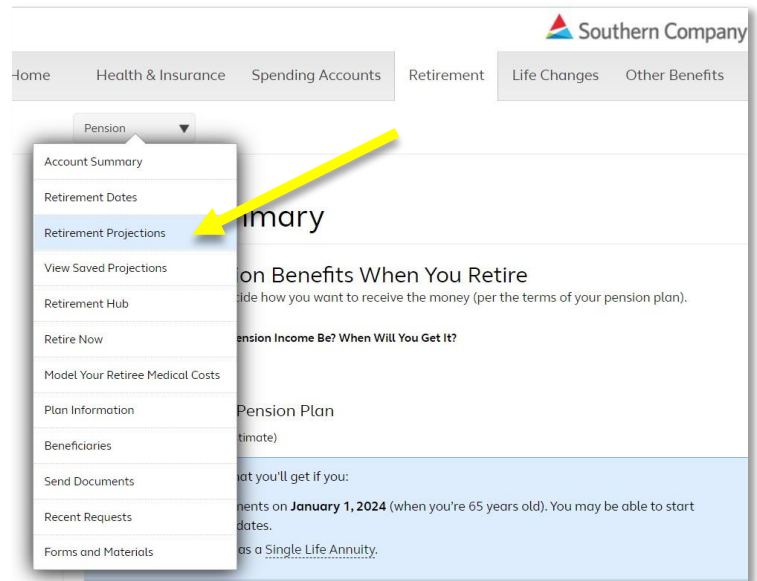 Southern Company
Home Health & Insurance Spending Accounts Retirement Life Changes Other Benefits
Pension
Account Summary
Retirement Dates
Retirement Projections
View Saved Projections
Retirement Hub
Retire Now
Model Your Retiree Medical Costs
Plan Information
Beneficiaries
Send Documents
Recent Requests
Forms and Materials
mmary
on Benefits When You Retire
cide how you want to receive the money (per the terms of your pension plan).
ension Income Be? When Will You Get It?
Pension Plan
timate)
at you'll get if you:
ments on January 1, 2024 (when you're 65 years old). You may be able to start
dates.
as a Single Life Annuity.